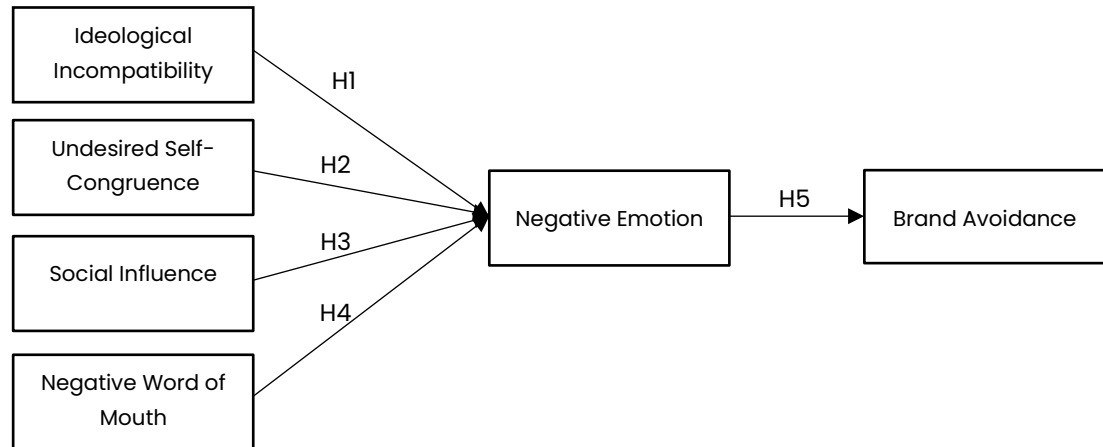 Ideological
Incompatibility
H1
Undesired Self-
Congruence
H2
Social Influence
H3
H4
Negative Word of
Mouth
Negative Emotion
H5
Brand Avoidance